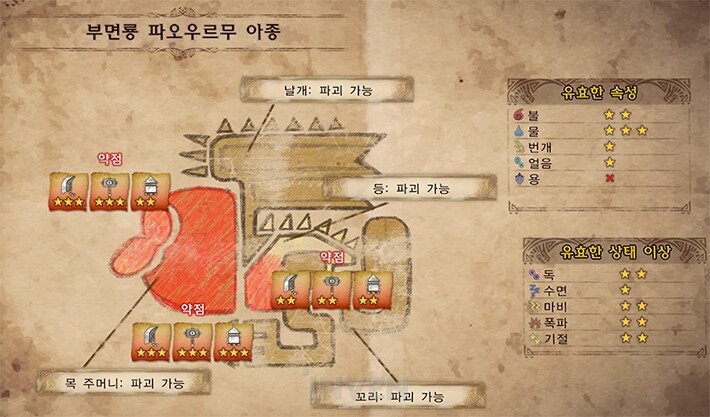 부면룡 파오우르무 아종
날개: 파괴 가능
유효한 속성
불
물
번개
얼음
용
약점
등: 파괴 가능
약점
유효한 상태 이상
독
수면
마비
폭파
기절
약점
목 주머니: 파괴 가능
꼬리: 파괴 가능